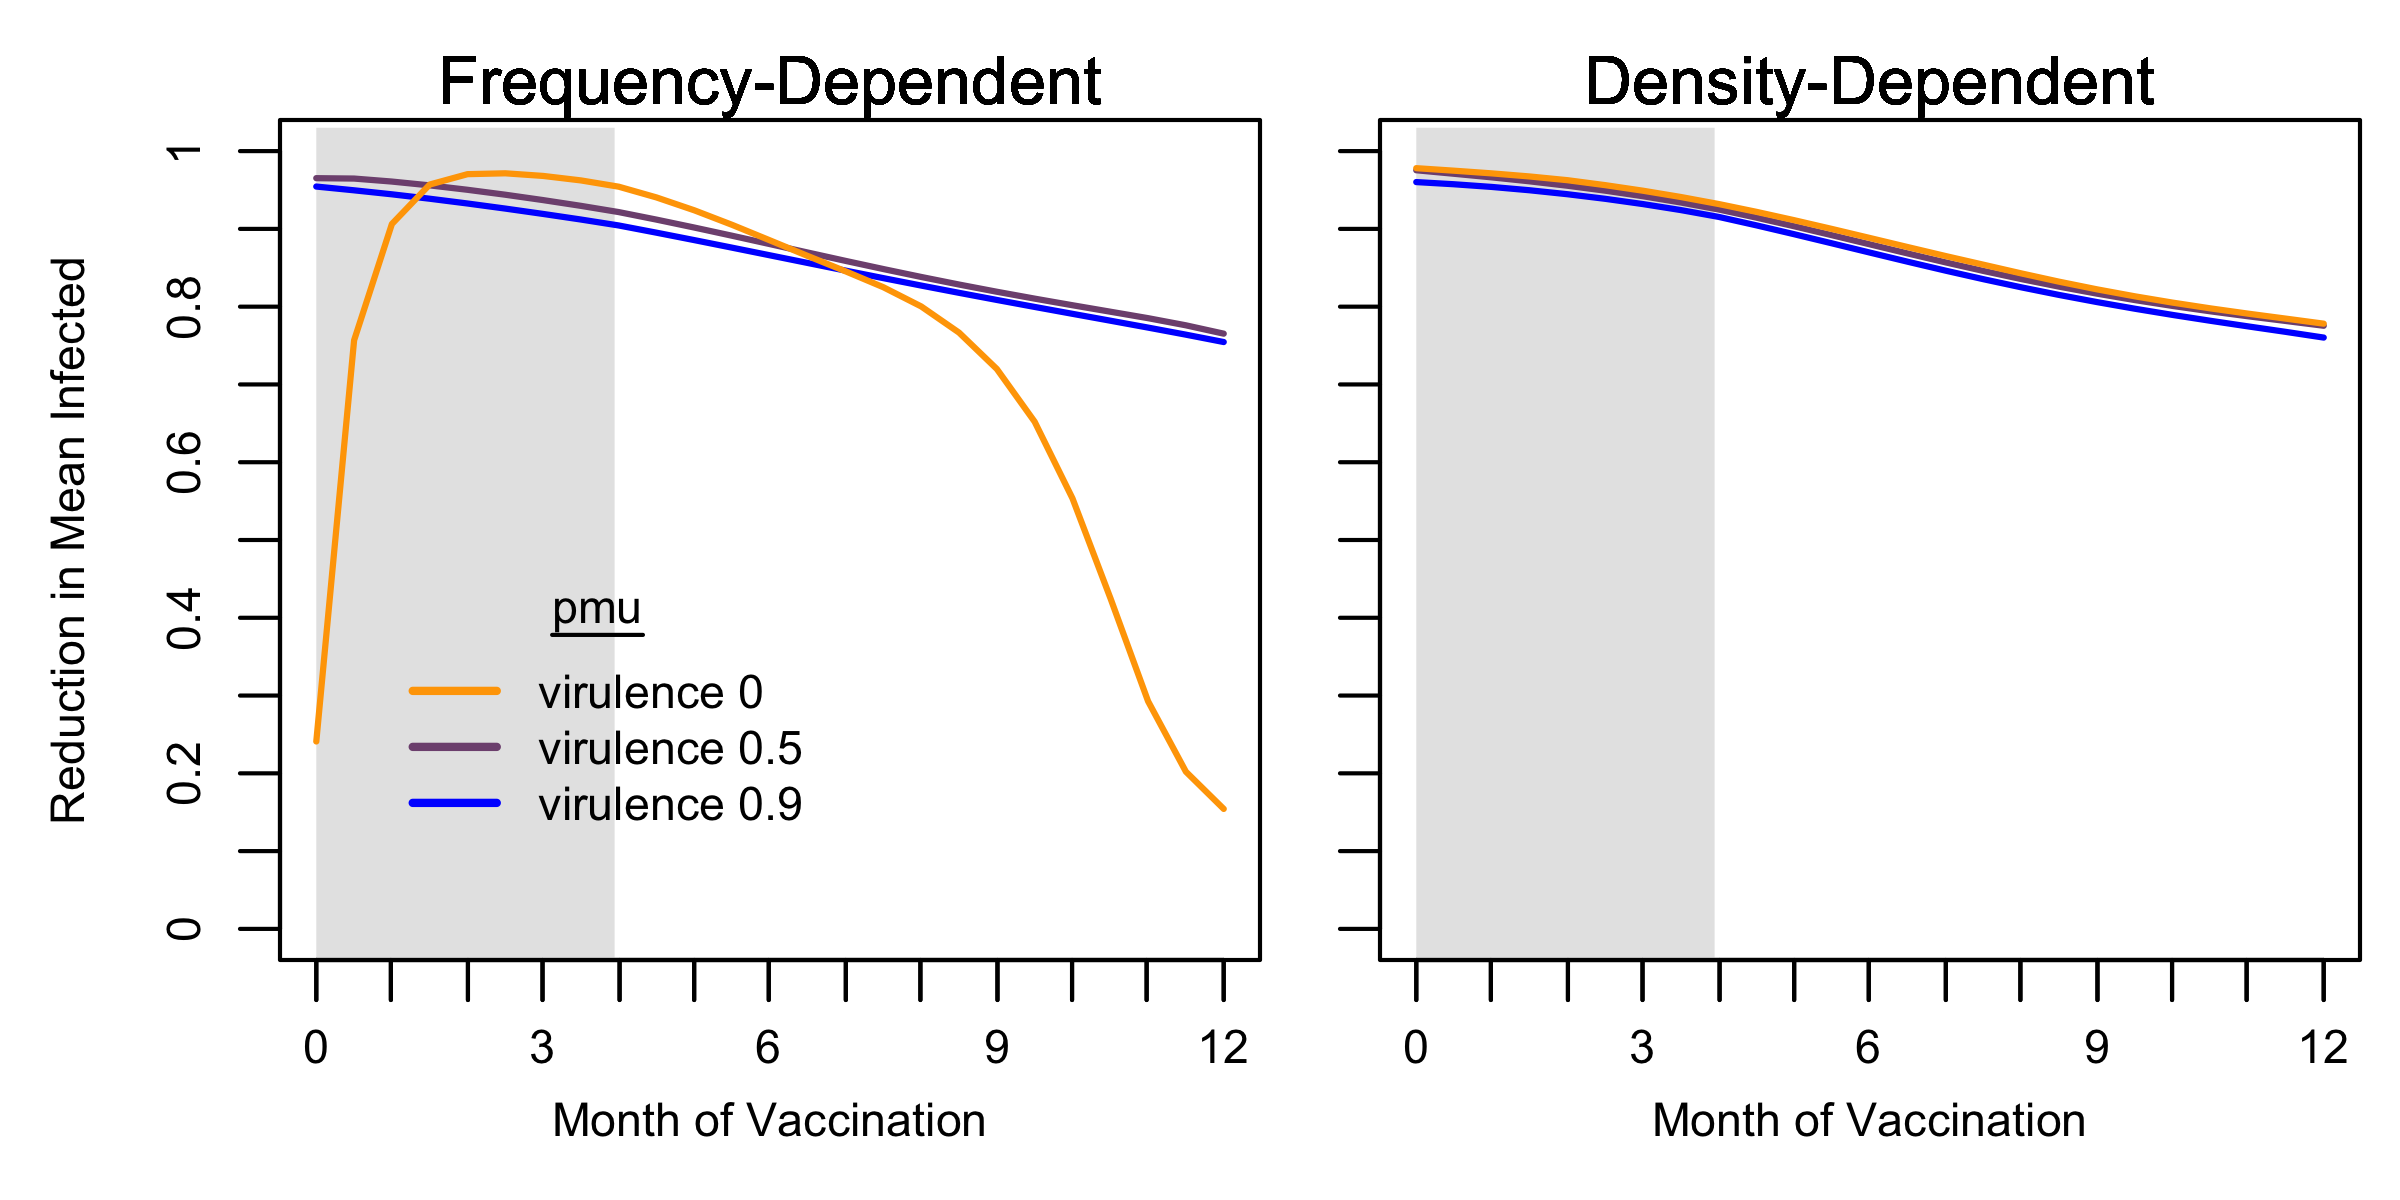 Frequency-Dependent
Density-Dependent
Reduction in Mean Infected
1
0.8
0.6
0.4
0.2
0
pmu
virulence 0
virulence 0.5
virulence 0.9
0 3 6 9 12
0 3 6 9 12
Month of Vaccination
Month of Vaccination